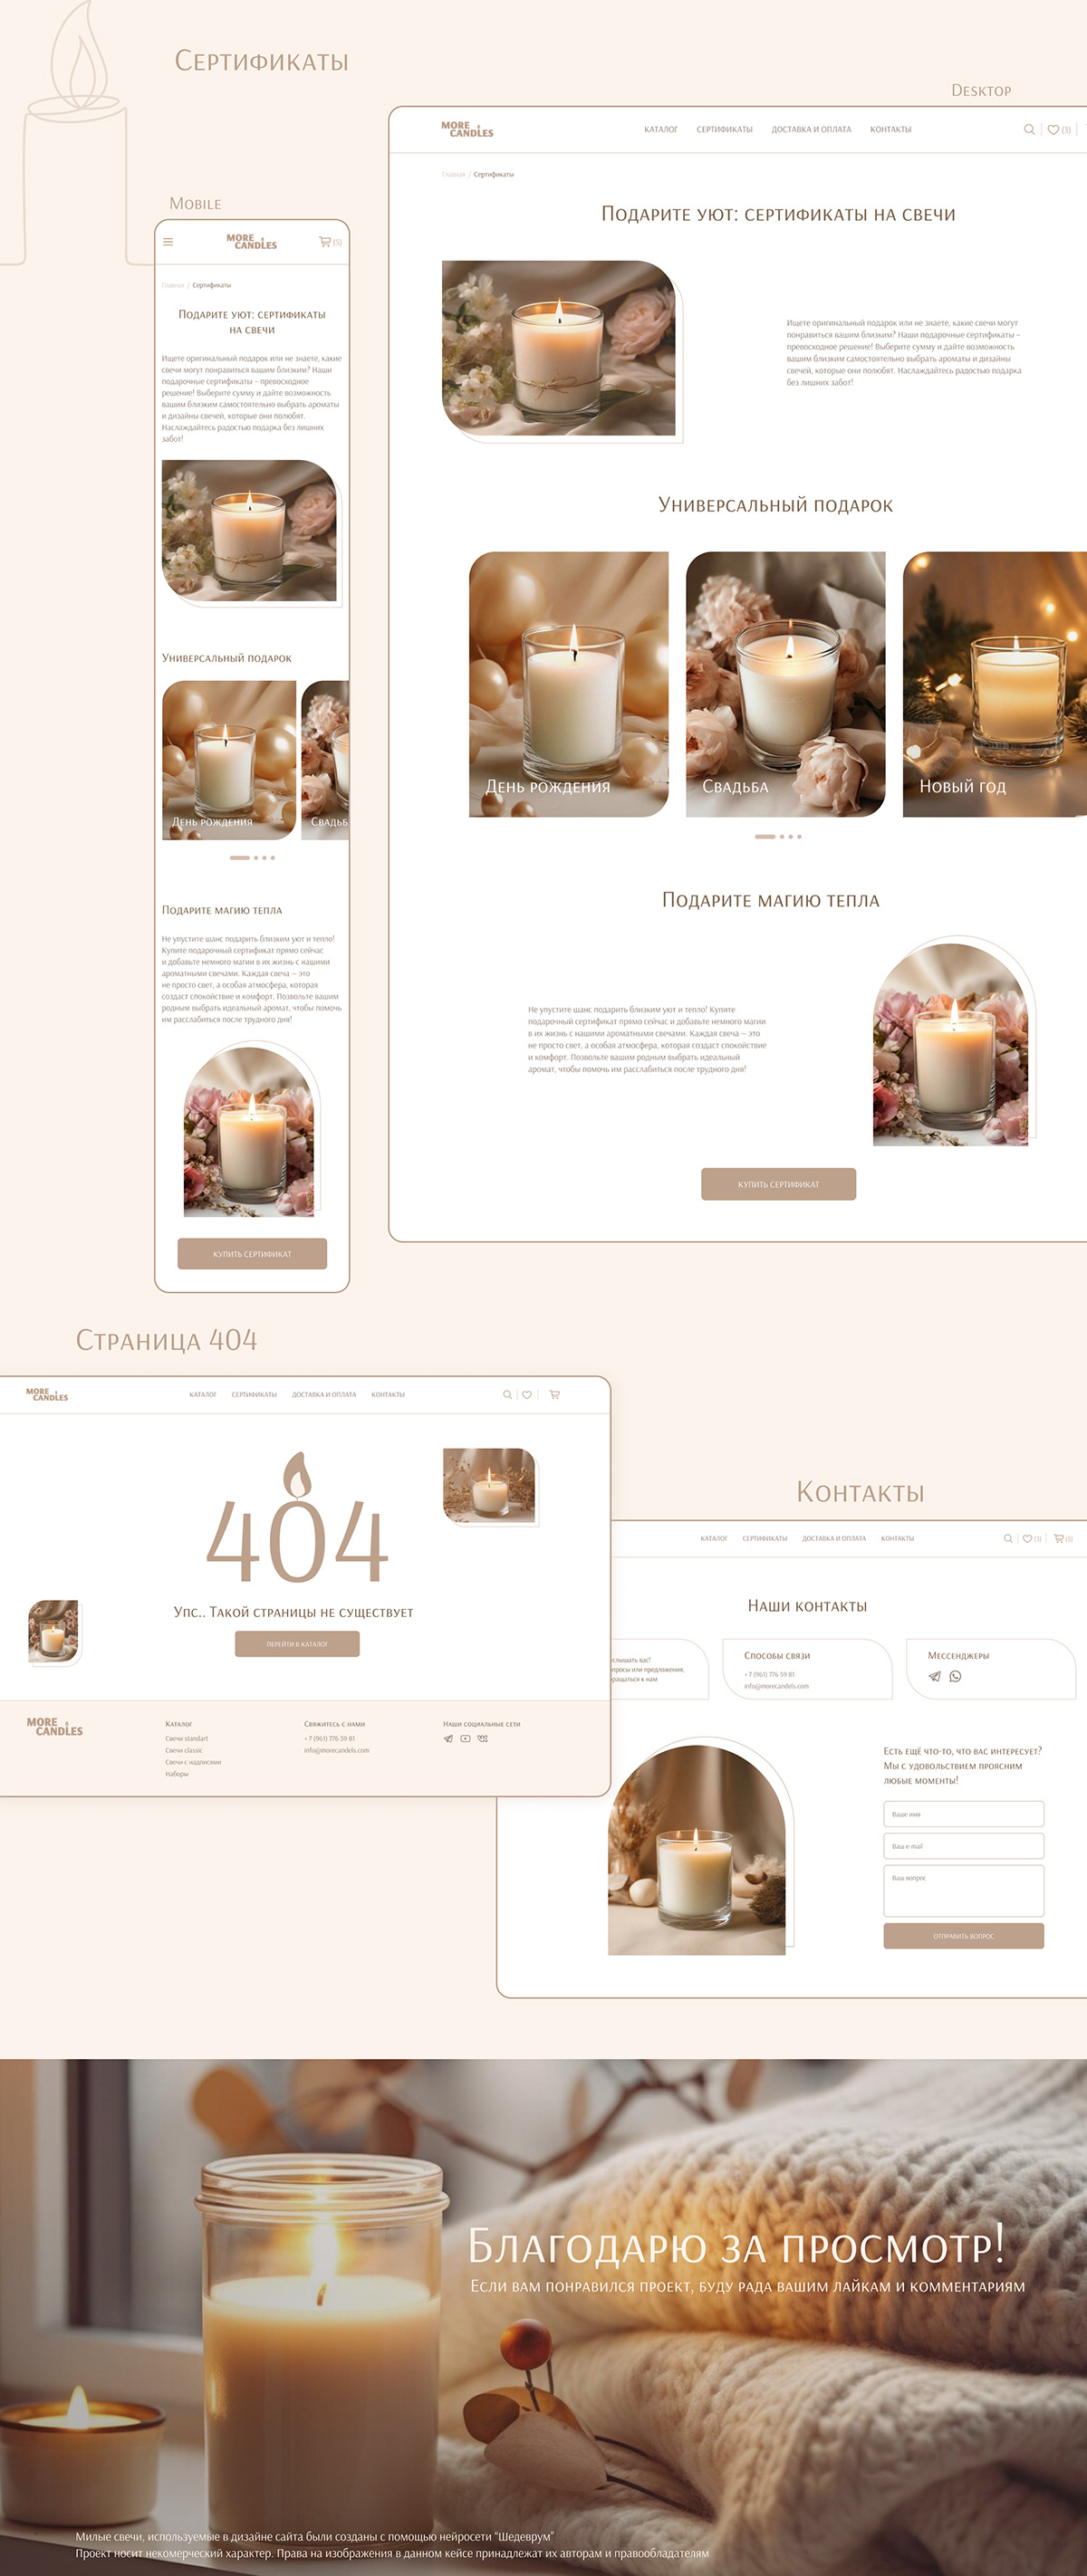 Сертификаты
Desktop
MORE
CANDLES
КАТАЛОГ СЕРТИФИКАТЫ ДОСТАВКА И ОПЛАТА КОНТАКТЫ
(3)
Главная / Сертификаты
Подарите уют: сертификаты на свечи
Ищете оригинальный подарок или не знаете, какие свечи могут
понравиться вашим близким? Наши подарочные сертификаты –
превосходное решение! Выберите сумму и дайте возможность
вашим близким самостоятельно выбрать ароматы и дизайны
свечей, которые они полюбят. Наслаждайтесь радостью подарка
без лишних забот!
Универсальный подарок
День рождения
Свадьба
Новый год
Подарите магию тепла
Не упустите шанс подарить близким уют и тепло! Купите
подарочный сертификат прямо сейчас и добавьте немного магии
в их жизнь с нашими ароматными свечами. Каждая свеча – это
не просто свет, а особая атмосфера, которая создаст спокойствие
и комфорт. Позвольте вашим родным выбрать идеальный
аромат, чтобы помочь им расслабиться после трудного дня!
КУПИТЬ СЕРТИФИКАТ
Mobile
MORE
CANDLES
(5)
Главная / Сертификаты
Подарите уют: сертификаты
на свечи
Ищете оригинальный подарок или не знаете, какие
свечи могут понравиться вашим близким? Наши
подарочные сертификаты – превосходное
решение! Выберите сумму и дайте возможность
вашим близким самостоятельно выбрать ароматы
и дизайны свечей, которые они полюбят.
Наслаждайтесь радостью подарка без лишних
забот!
Универсальный подарок
День рождения
Свадьб
Подарите магию тепла
Не упустите шанс подарить близким уют и тепло!
Купите подарочный сертификат прямо сейчас
и добавьте немного магии в их жизнь с нашими
ароматными свечами. Каждая свеча – это
не просто свет, а особая атмосфера, которая
создаст спокойствие и комфорт. Позвольте вашим
родным выбрать идеальный аромат, чтобы помочь
им расслабиться после трудного дня!
КУПИТЬ СЕРТИФИКАТ
Страница 404
MORE
CANDLES
КАТАЛОГ СЕРТИФИКАТЫ ДОСТАВКА И ОПЛАТА КОНТАКТЫ
404
Упс.. Такой страницы не существует
ПЕРЕЙТИ В КАТАЛОГ
MORE
CANDLES
Каталог
Свечи standart
Свечи classic
Свечи с надписями
Наборы
Свяжитесь с нами
+ 7 (961) 776 59 81
info@morecandels.com
Наши социальные сети
Контакты
КАТАЛОГ СЕРТИФИКАТЫ ДОСТАВКА И ОПЛАТА КОНТАКТЫ
(3) (5)
Наши контакты
слышать вас!
опросы или предложения,
ращаться к нам
Способы связи
+ 7 (961) 776 59 81
info@morecandels.com
Мессенджеры
Есть ещё что-то, что вас интересует?
Мы с удовольствием проясним
любые моменты!
Ваше имя
Ваш e mail
Ваш вопрос
ОТПРАВИТЬ ВОПРОС
Благодарю за просмотр!
Если вам понравился проект, буду рада вашим лайкам и комментариям
Милые свечи, используемые в дизайне сайта были созданы с помощью нейросети "Шедеврум"
Проект носит некомерческий характер. Права на изображения в данном кейсе принадлежат их авторам и правообладателям